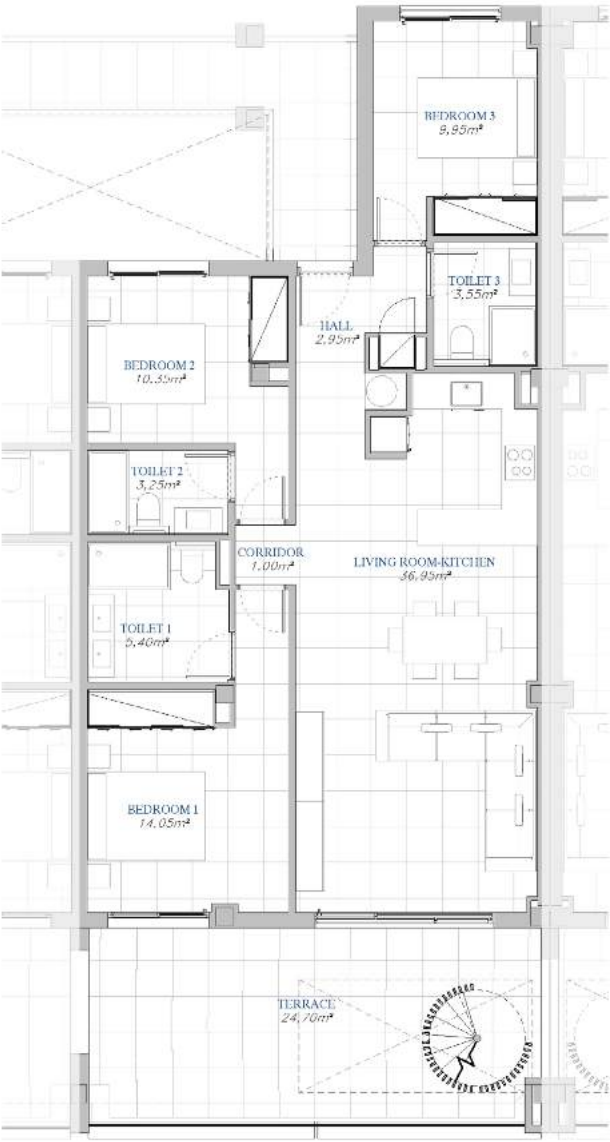 BEDROOM 3
9,95m²
TOILET 3
3,55m²
HALL
2,95m²
BEDROOM 2
10,35m²
TOILET 2
3,25m²
CORRIDOR
1,00m²
LIVING ROOM-KITCHEN
36,95m²
TOILET 1
5,40m²
BEDROOM 1
14,05m²
TERRACE
24,70m²